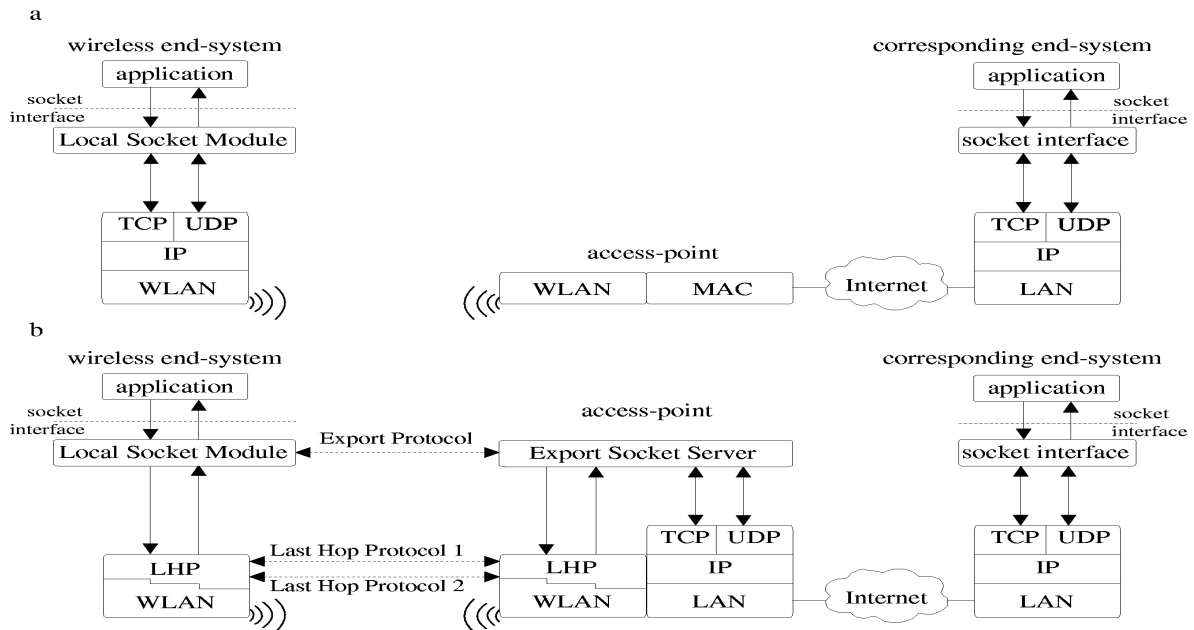 a
wireless end-system
corresponding end-system
application
application
socket
interface
socket
interface
Local Socket Module
socket interface
TCP UDP
TCP UDP
IP
access-point
IP
WLAN
WLAN MAC
Internet
LAN
b
wireless end-system
corresponding end-system
application
access-point
application
socket
interface
socket
interface
Export Protocol
Local Socket Module
Export Socket Server
socket interface
TCP UDP
TCP UDP
Last Hop Protocol 1
LHP
LHP
IP
IP
Last Hop Protocol 2
WLAN
WLAN
LAN
Internet
LAN